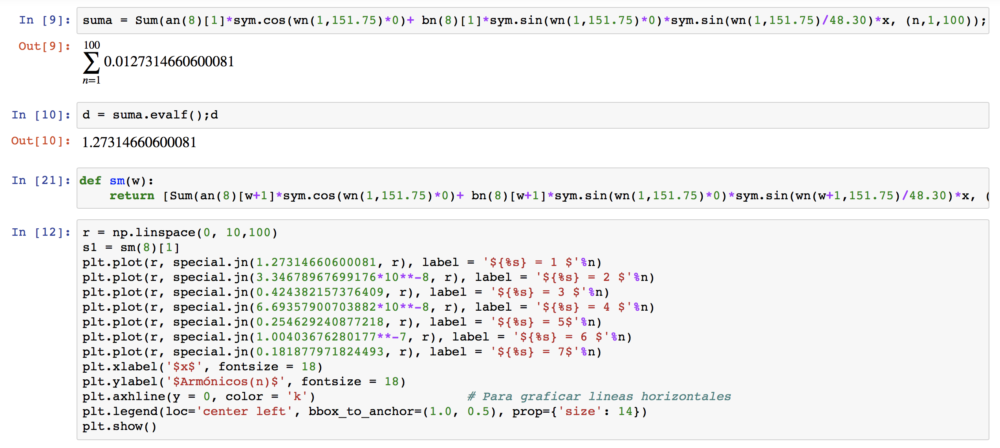 In [9]: suma = Sum(an(8)[1]*sym.cos(wn(1,151.75)*0)+ bn(8)[1]*sym.sin(wn(1,151.75)*0)*sym.sin(wn(1,151.75)/48.30)*x, (n,1,100));
Out[9]:
100
∑ 0.0127314660600081
n=1
In [10]: d = suma.evalf();d
Out[10]: 1.27314660600081
In [21]: def sm(w):
    return [Sum(an(8)[w+1]*sym.cos(wn(1,151.75)*0)+ bn(8)[w+1]*sym.sin(wn(1,151.75)*0)*sym.sin(wn(w+1,151.75)/48.30)*x, (
In [12]: r = np.linspace(0, 10,100)
s1 = sm(8)[1]
plt.plot(r, special.jn(1.27314660600081, r), label = '${%s} = 1 $'%n)
plt.plot(r, special.jn(3.34678967699176*10**-8, r), label = '${%s} = 2 $'%n)
plt.plot(r, special.jn(0.424382157376409, r), label = '${%s} = 3 $'%n)
plt.plot(r, special.jn(6.69357900703882*10**-8, r), label = '${%s} = 4 $'%n)
plt.plot(r, special.jn(0.254629240877218, r), label = '${%s} = 5$'%n)
plt.plot(r, special.jn(1.00403676280177**-7, r), label = '${%s} = 6 $'%n)
plt.plot(r, special.jn(0.181877971824493, r), label = '${%s} = 7$'%n)
plt.xlabel('$x$', fontsize = 18)
plt.ylabel('$Armónicos(n)$', fontsize = 18)
plt.axhline(y = 0, color = 'k')                    # Para graficar lineas horizontales
plt.legend(loc='center left', bbox_to_anchor=(1.0, 0.5), prop={'size': 14})
plt.show()